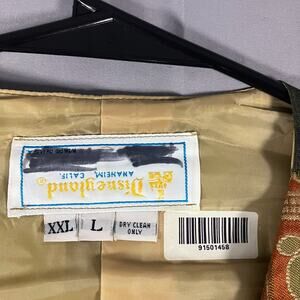 Disneyland®
ANAHEIM, CALIF.
XXL
L
DRY CLEAN
ONLY
91501458